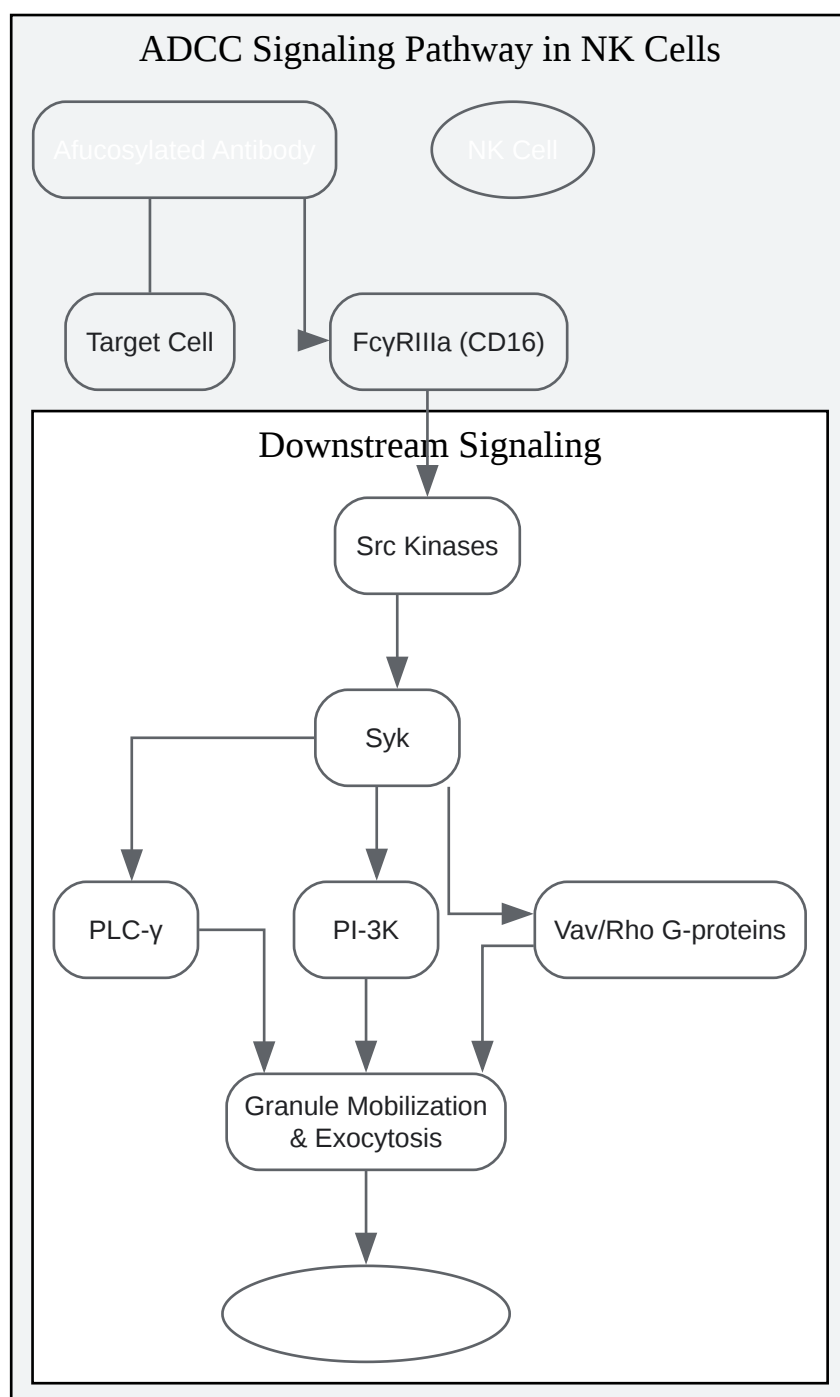 ADCC Signaling Pathway in NK Cells
Afucosylated Antibody
NK Cell
Target Cell
FcγRIIIa (CD16)
Downstream Signaling
Src Kinases
Syk
PLC-γ
PI-3K
Vav/Rho G-proteins
Granule Mobilization
& Exocytosis